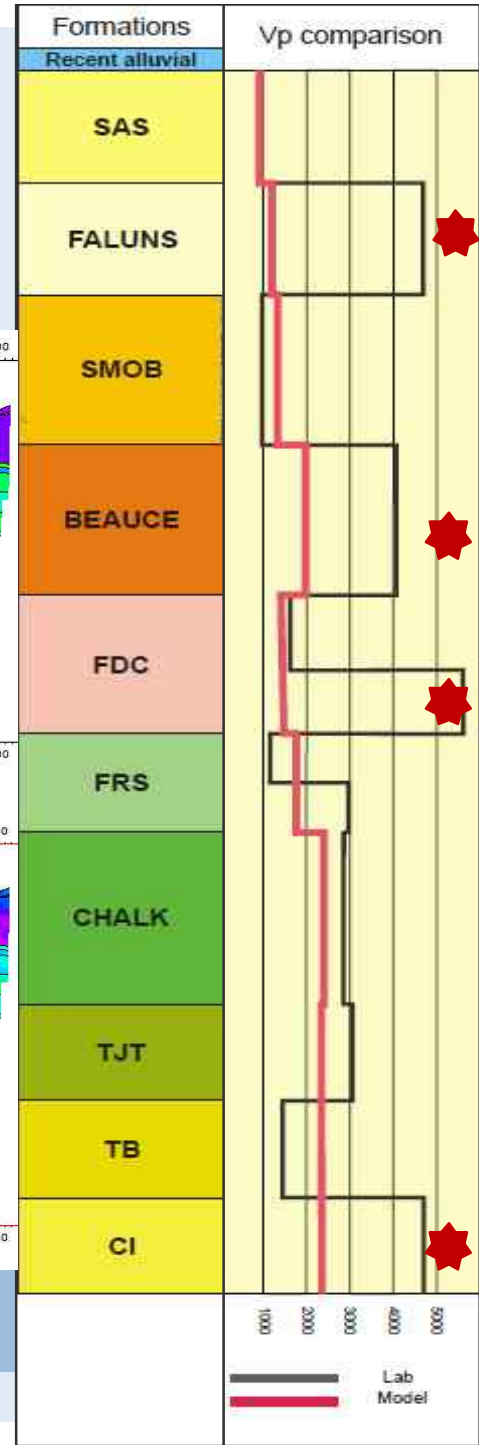 Formations
Vp comparison
Recent alluvial
SAS
FALUNS
SMOB
BEAUCE
FDC
FRS
CHALK
TJT
TB
CI
1000
2000
3000
4000
5000
Lab
Model